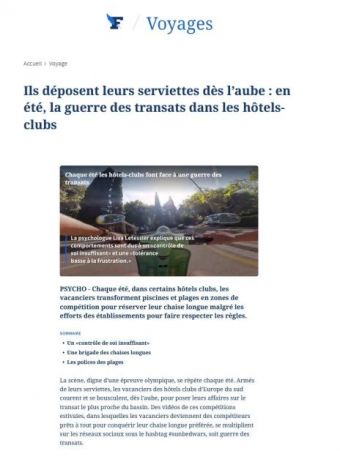 F / Voyages
Accueil > Voyage
Ils déposent leurs serviettes dès l'aube : en
été, la guerre des transats dans les hôtels-
clubs
Chaque été les hôtels-clubs font face à une guerre des
transats
La psychologue Lisa Letessier explique que ces
comportements sont dus à un «contrôle de
soi insuffisant» et une «tolérance
basse à la frustration.»
PSYCHO - Chaque été, dans certains hôtels clubs, les
vacanciers transforment piscines et plages en zones de
compétition pour réserver leur chaise longue malgré les
efforts des établissements pour faire respecter les règles.
SOMMAIRE
• Un «contrôle de soi insuffisant»
• Une brigade des chaises longues
• Les polices des plages
La scène, digne d'une épreuve olympique, se répète chaque été. Armés
de leurs serviettes, les vacanciers des hôtels clubs d'Europe du sud
courent et se bousculent, dès l'aube, pour poser leurs affaires sur le
transat le plus proche du bassin. Des vidéos de ces compétitions
estivales, dans lesquelles les vacanciers deviennent des compétiteurs
prêts à tout pour conquérir leur chaise longue préférée, se multiplient
sur les réseaux sociaux sous le hashtag #sunbedwars, soit guerre des
transats.